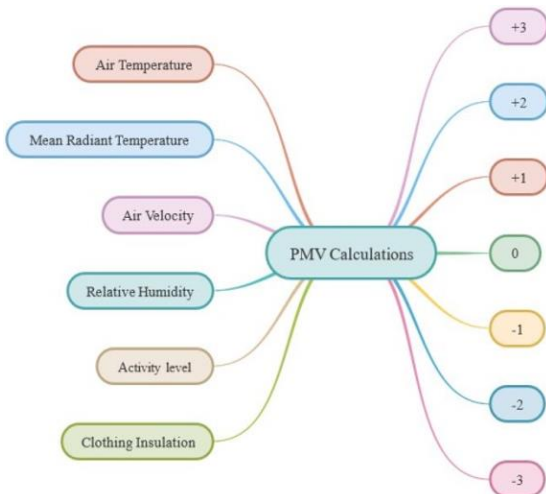 Air Temperature
Mean Radiant Temperature
Air Velocity
Relative Humidity
Activity level
Clothing Insulation
PMV Calculations
+3
+2
+1
0
-1
-2
-3